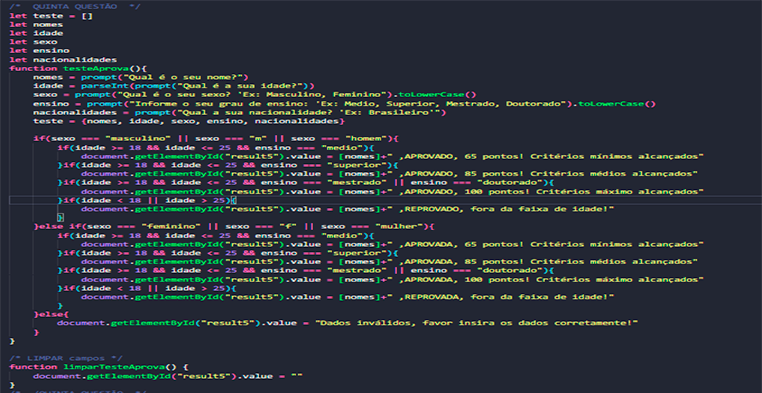 /*  QUINTA QUESTÃO  */
let teste = []
let nomes
let idade
let sexo
let ensino
let nacionalidades
function testeAprova(){
    nomes = prompt("Qual é o seu nome?")
    idade = parseInt(prompt("Qual é a sua idade?"))
    sexo = prompt("Qual é o seu sexo? 'Ex: Masculino, Feminino").toLowerCase()
    ensino = prompt("Informe o seu grau de ensino: 'Ex: Medio, Superior, Mestrado, Doutorado").toLowerCase()
    nacionalidades = prompt("Qual a sua nacionalidade? 'Ex: Brasileiro'")
    teste = {nomes, idade, sexo, ensino, nacionalidades}
    if(sexo === "masculino" || sexo === "m" || sexo === "homem"){
        if(idade >= 18 && idade <= 25 && ensino === "medio"){
            document.getElementById("result5").value = [nomes]+" ,APROVADO, 65 pontos! Critérios mínimos alcançados"
        }if(idade >= 18 && idade <= 25 && ensino === "superior"){
            document.getElementById("result5").value = [nomes]+" ,APROVADO, 85 pontos! Critérios médios alcançados"
        }if(idade >= 18 && idade <= 25 && ensino === "mestrado" || ensino === "doutorado"){
            document.getElementById("result5").value = [nomes]+" ,APROVADO, 100 pontos! Critérios máximo alcançados"
        }if(idade < 18 || idade > 25){
            document.getElementById("result5").value = [nomes]+" ,REPROVADO, fora da faixa de idade!"
        }
    }else if(sexo === "feminino" || sexo === "f" || sexo === "mulher"){
        if(idade >= 18 && idade <= 25 && ensino === "medio"){
            document.getElementById("result5").value = [nomes]+" ,APROVADA, 65 pontos! Critérios mínimos alcançados"
        }if(idade >= 18 && idade <= 25 && ensino === "superior"){
            document.getElementById("result5").value = [nomes]+" ,APROVADA, 85 pontos! Critérios médios alcançados"
        }if(idade >= 18 && idade <= 25 && ensino === "mestrado" || ensino === "doutorado"){
            document.getElementById("result5").value = [nomes]+" ,APROVADA, 100 pontos! Critérios máximo alcançados"
        }if(idade < 18 || idade > 25){
            document.getElementById("result5").value = [nomes]+" ,REPROVADA, fora da faixa de idade!"
        }
    }else{
        document.getElementById("result5").value = "Dados inválidos, favor insira os dados corretamente!"
    }
}
/* LIMPAR campos */
function limparTesteAprova() {
    document.getElementById("result5").value = ""
}
/* /QUINTA QUESTÃO */